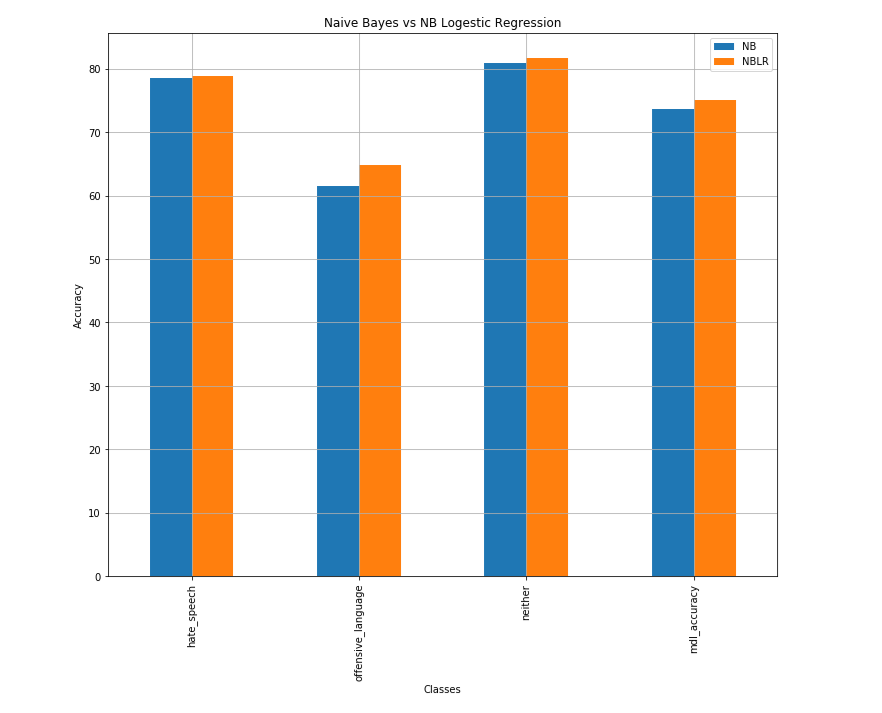 Naive Bayes vs NB Logestic Regression
NB
NBLR
80
70
60
50
40
30
20
10
0
Accuracy
hate_speech
offensive_language
neither
mdl_accuracy
Classes